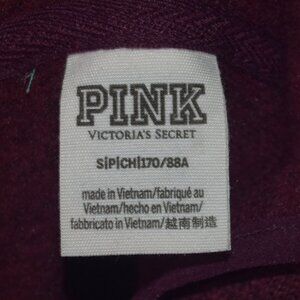 PINK
VICTORIA'S SECRET
S|P|CH|170/88A
made in Vietnam/fabriqué au
Vietnam/hecho en Vietnam/
fabbricato in Vietnam/越南制造